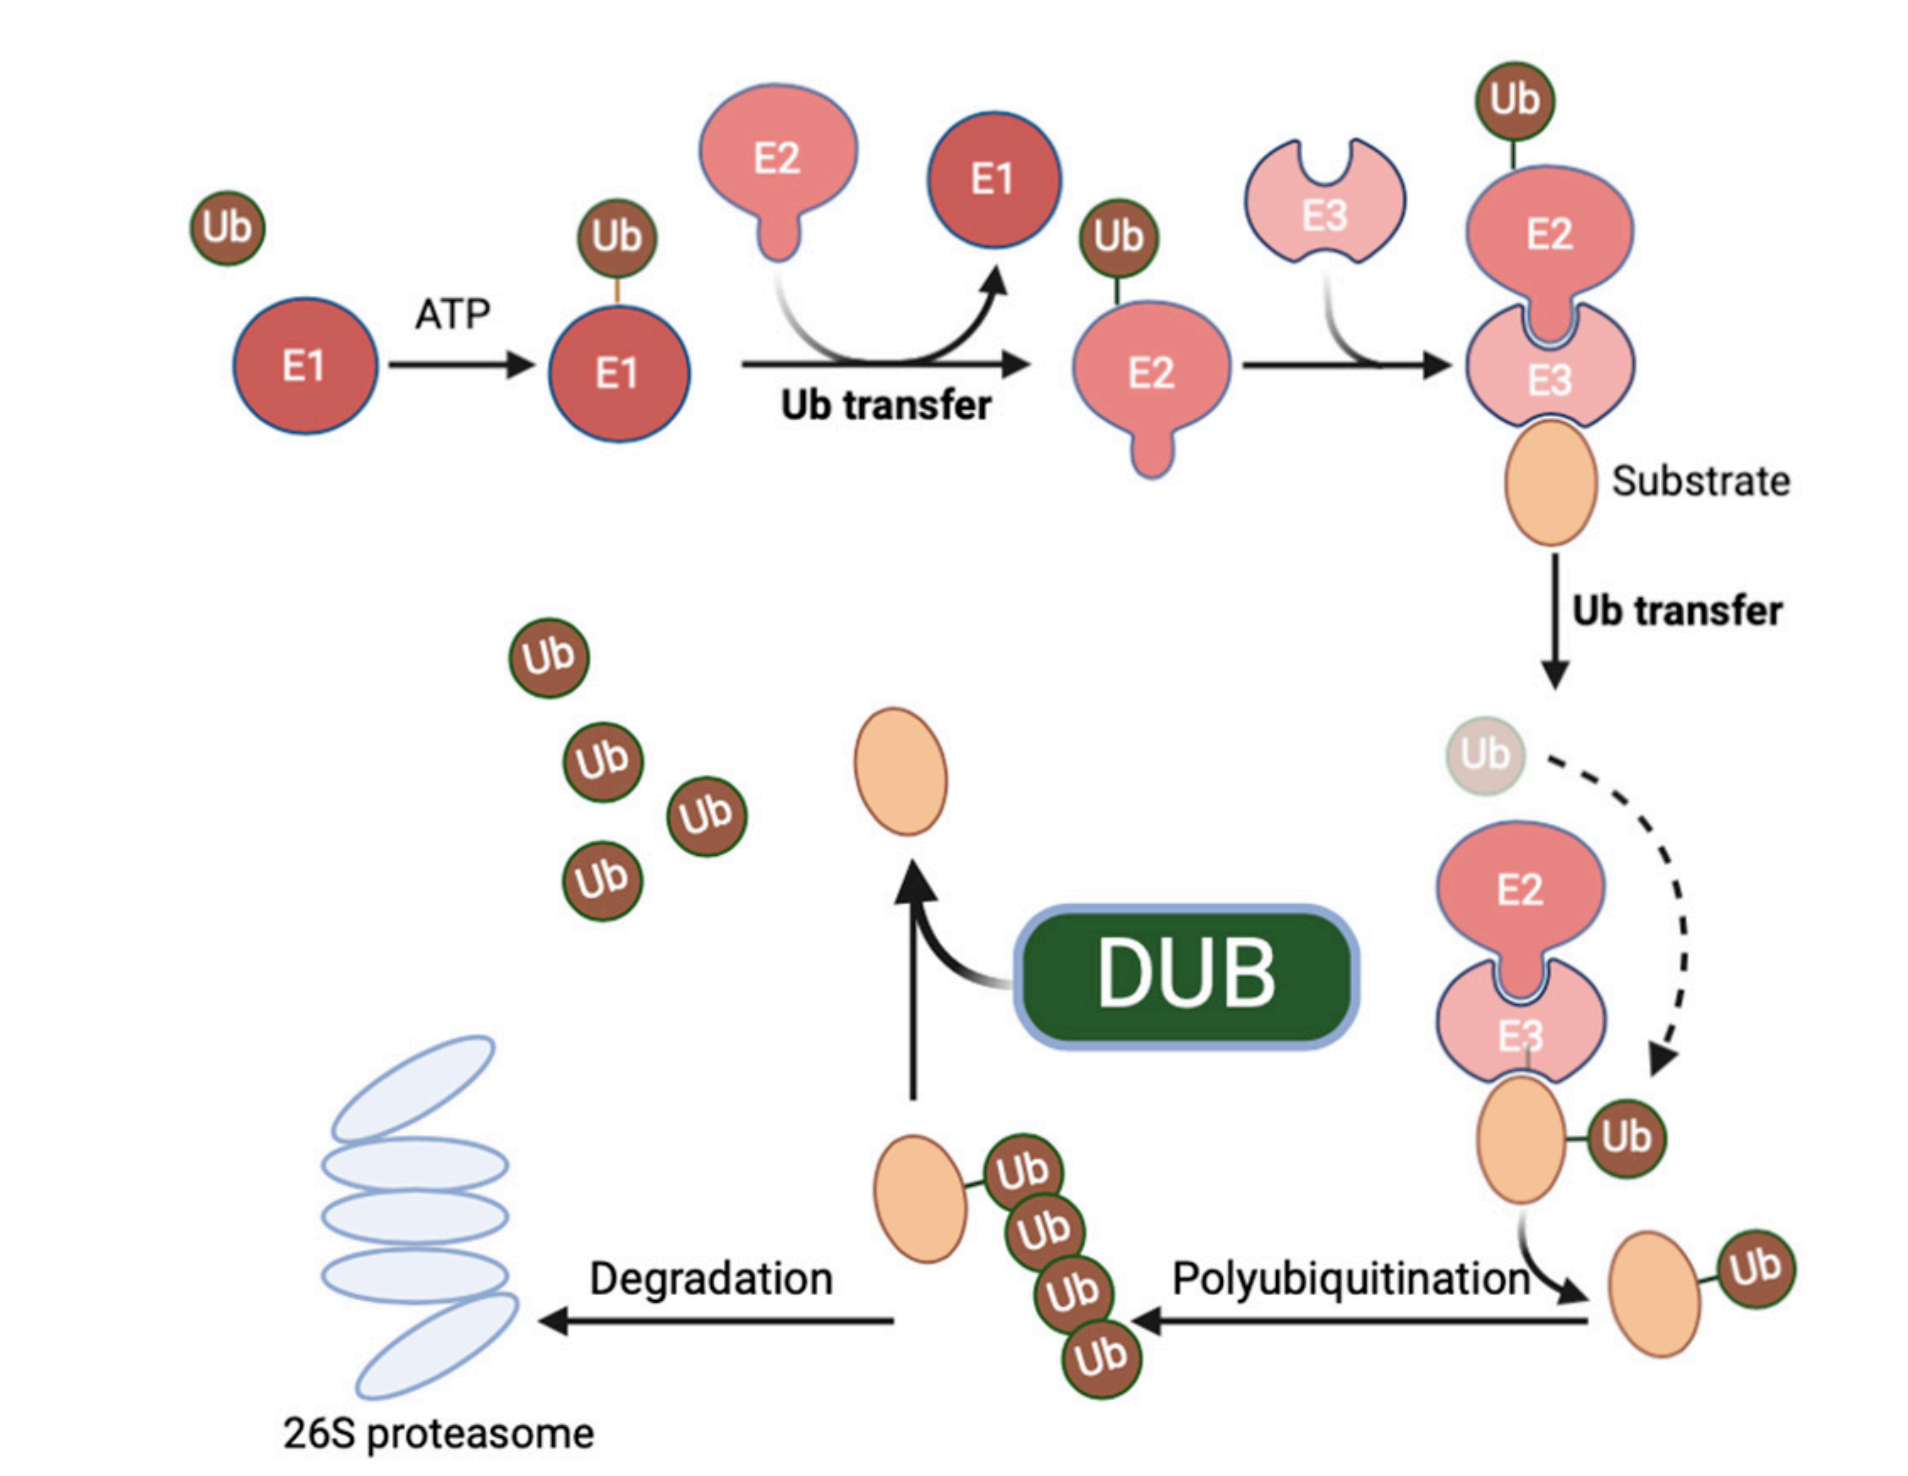 Ub
E1
ATP
Ub
E1
E2
E1
Ub transfer
Ub
E2
E3
Ub
E2
E3
Substrate
Ub transfer
Ub
E2
E3
Ub
Ub
Polyubiquitination
Ub
Ub
Ub
Ub
DUB
Ub
Ub
Ub
Ub
Degradation
26S proteasome